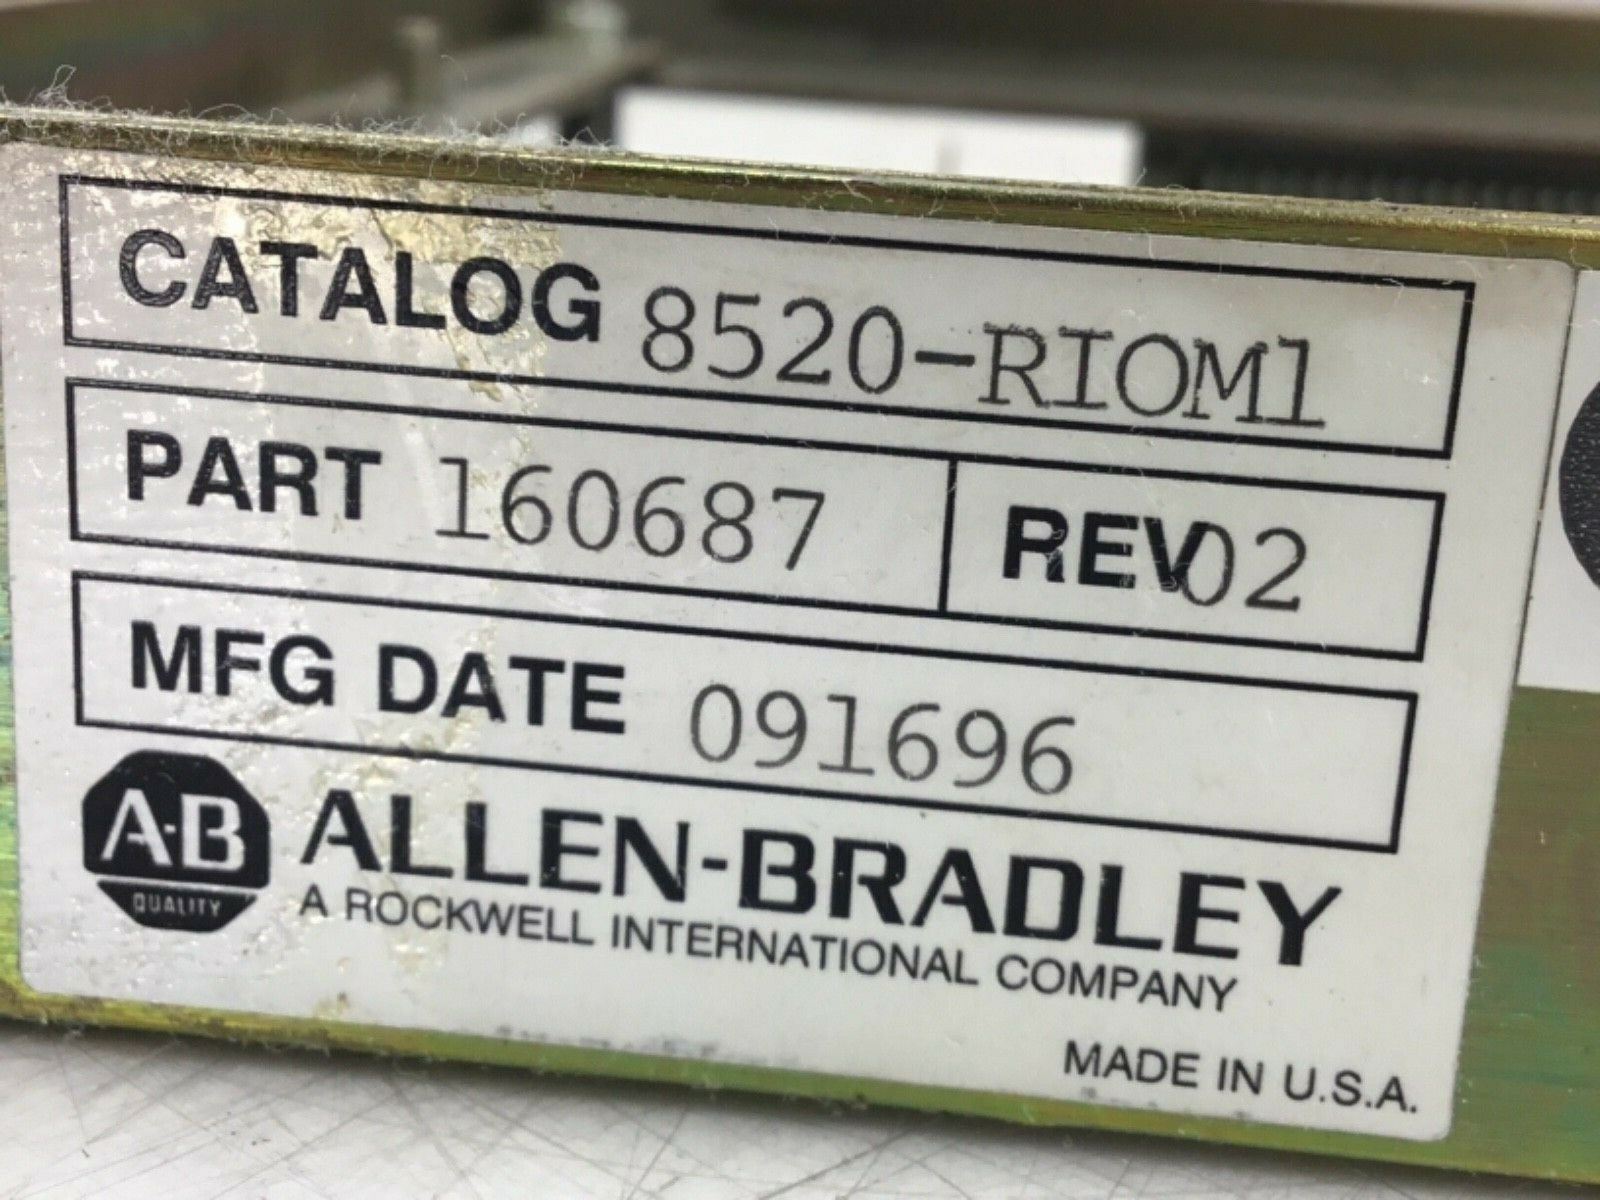 CATALOG 8520-RIOM1
PART 160687 REV 02
MFG DATE 091696
A-B QUALITY
ALLEN-BRADLEY
A ROCKWELL INTERNATIONAL COMPANY
MADE IN U.S.A.